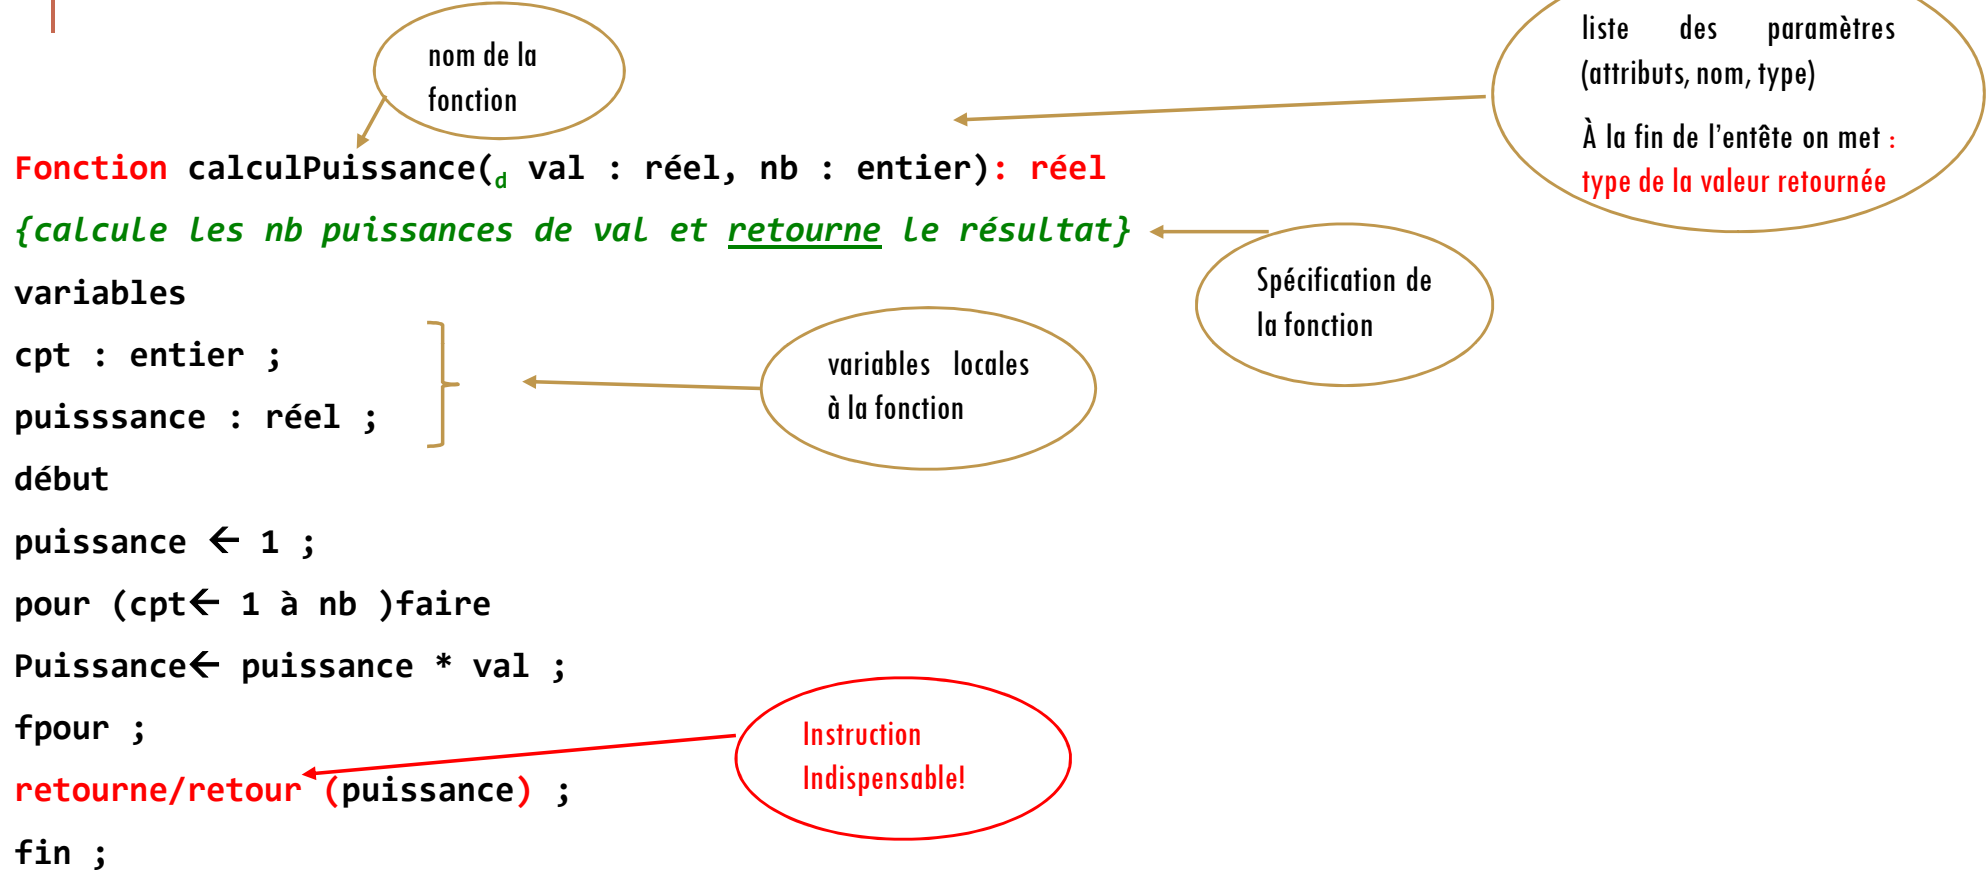 nom de la
fonction
liste des paramètres
(attributs, nom, type)
À la fin de l'entête on met :
type de la valeur retournée
Fonction calculPuissance(d val : réel, nb : entier): réel
{calcule les nb puissances de val et retourne le résultat}
Spécification de
la fonction
variables
cpt : entier ;
puisssance : réel ;
variables locales
à la fonction
début
puissance ← 1 ;
pour (cpt← 1 à nb )faire
Puissance← puissance * val ;
fpour ;
Instruction
Indispensable!
retourne/retour (puissance) ;
fin ;